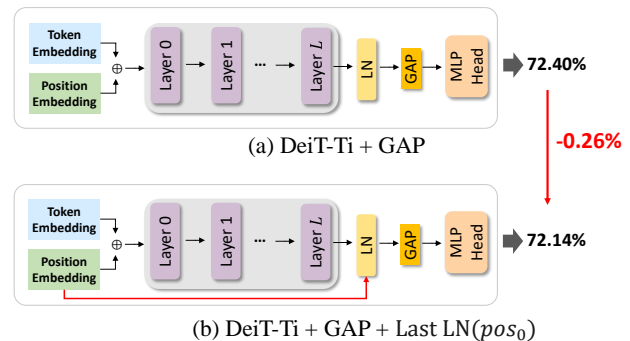 Token
Embedding
Position
Embedding
⊕
Layer 0
Layer 1
...
Layer L
LN
GAP
MLP
Head
72.40%
(a) DeiT-Ti + GAP
-0.26%
Token
Embedding
Position
Embedding
⊕
Layer 0
Layer 1
...
Layer L
LN
GAP
MLP
Head
72.14%
(b) DeiT-Ti + GAP + Last LN(pos₀)